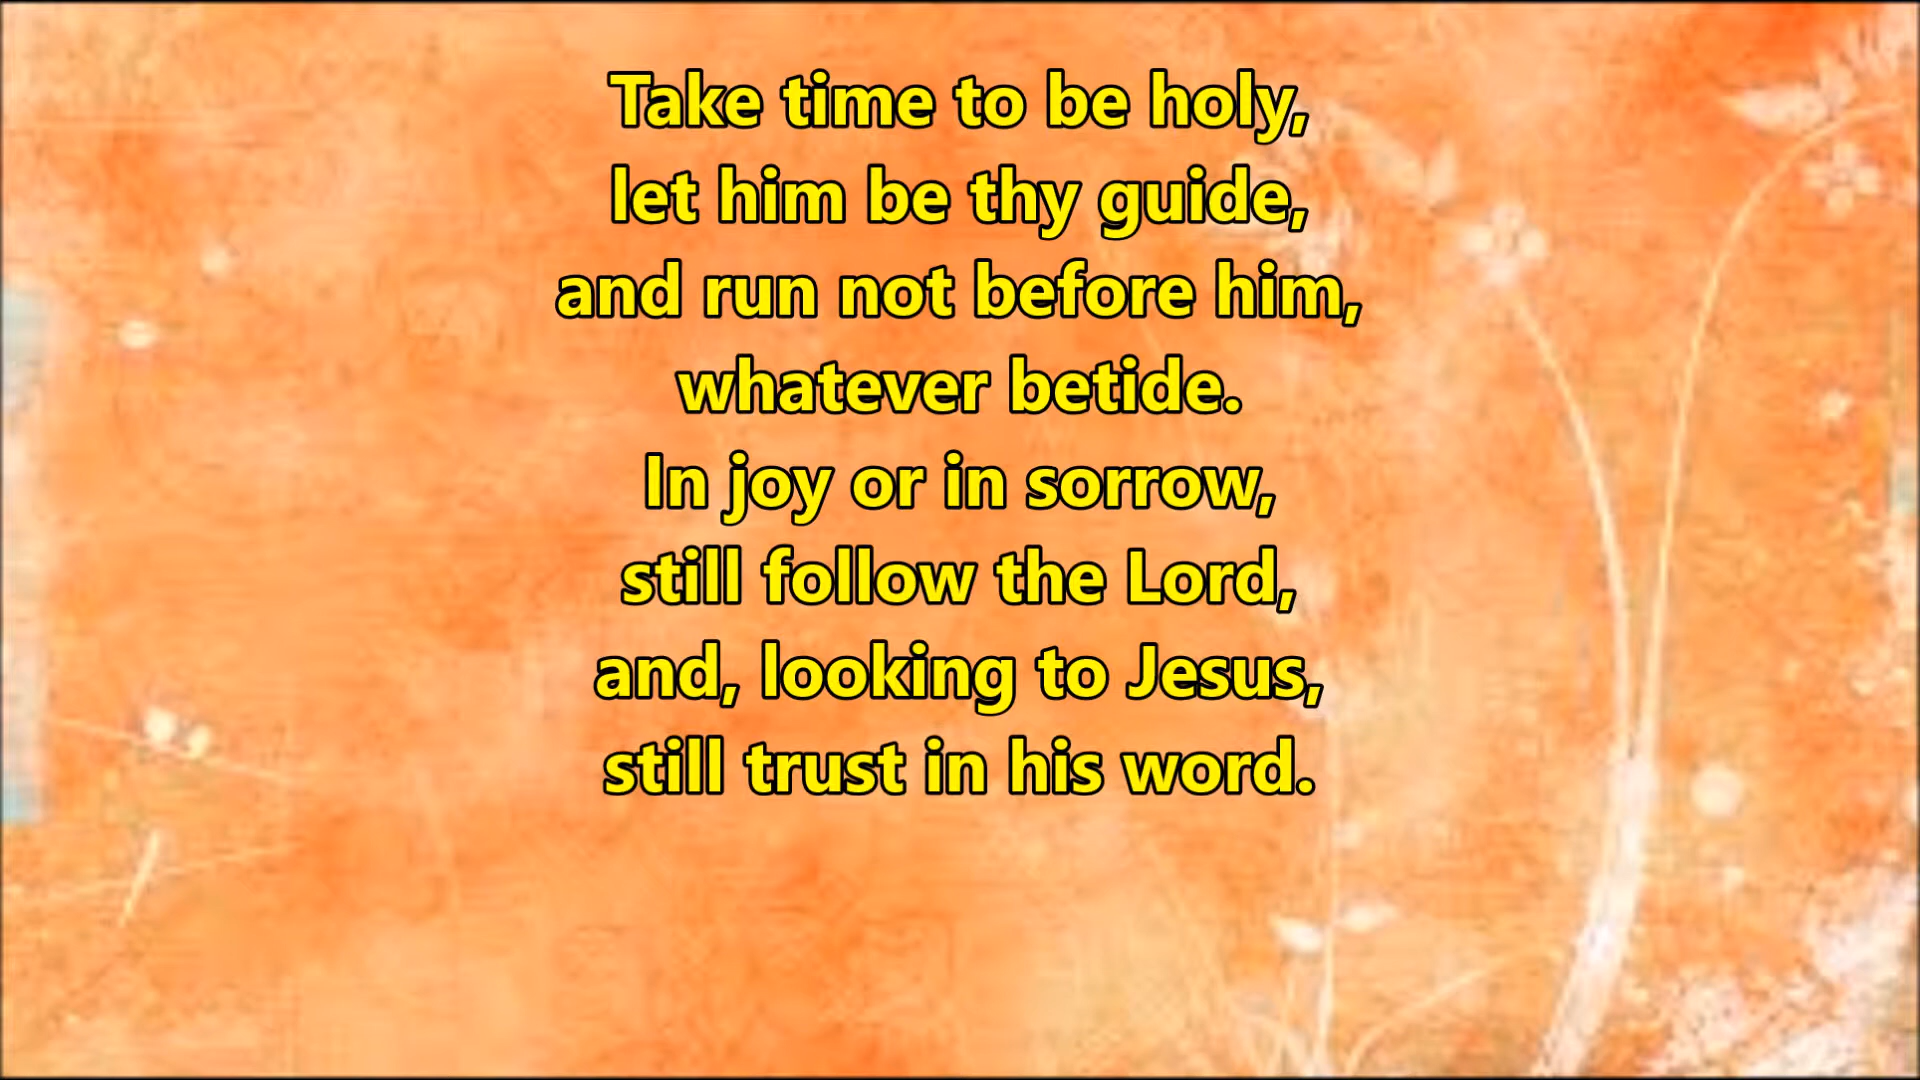 Take time to be holy,
let him be thy guide,
and run not before him,
whatever betide.
In joy or in sorrow,
still follow the Lord,
and, looking to Jesus,
still trust in his word.